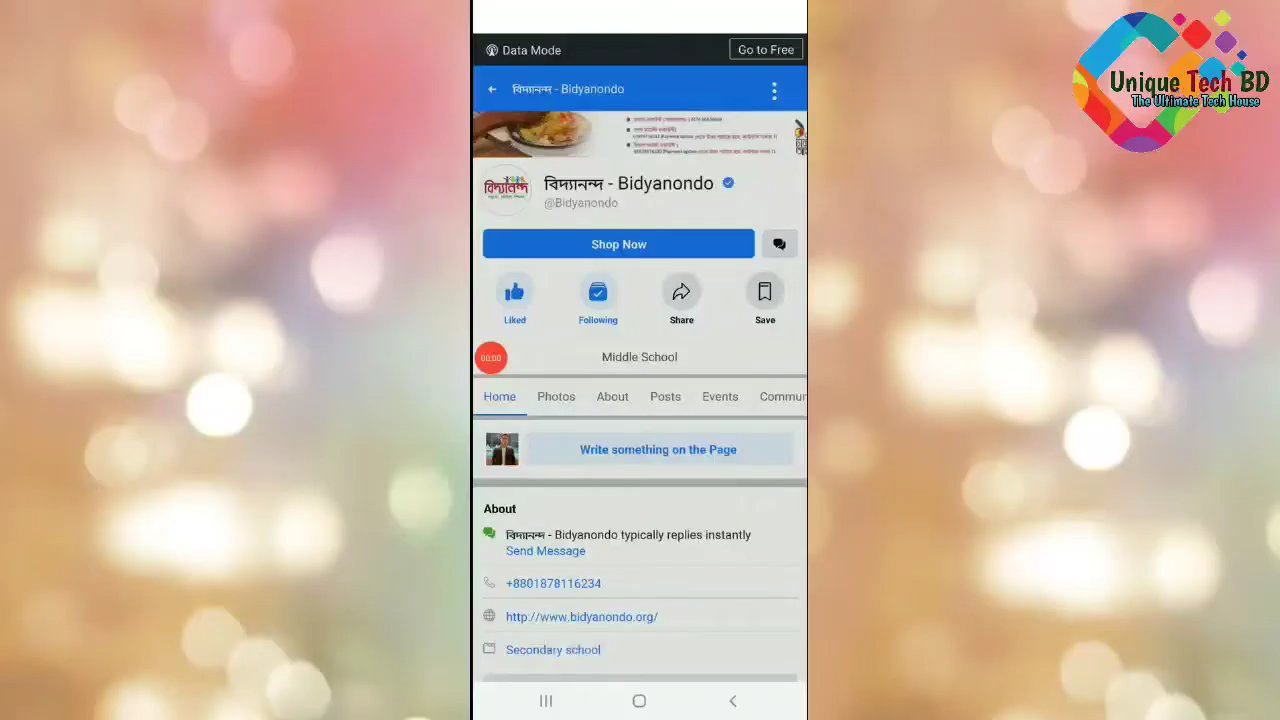 Unique Tech BD
The Ultimate Tech House
Data Mode
Go to Free
বিদ্যানন্দ - Bidyanondo
বিদ্যানন্দ
বিদ্যানন্দ - Bidyanondo
@Bidyanondo
Shop Now
Liked
Following
Share
Save
00:00
Middle School
Home
Photos
About
Posts
Events
Commun
Write something on the Page
About
বিদ্যানন্দ - Bidyanondo typically replies instantly
Send Message
+8801878116234
http://www.bidyanondo.org/
Secondary school